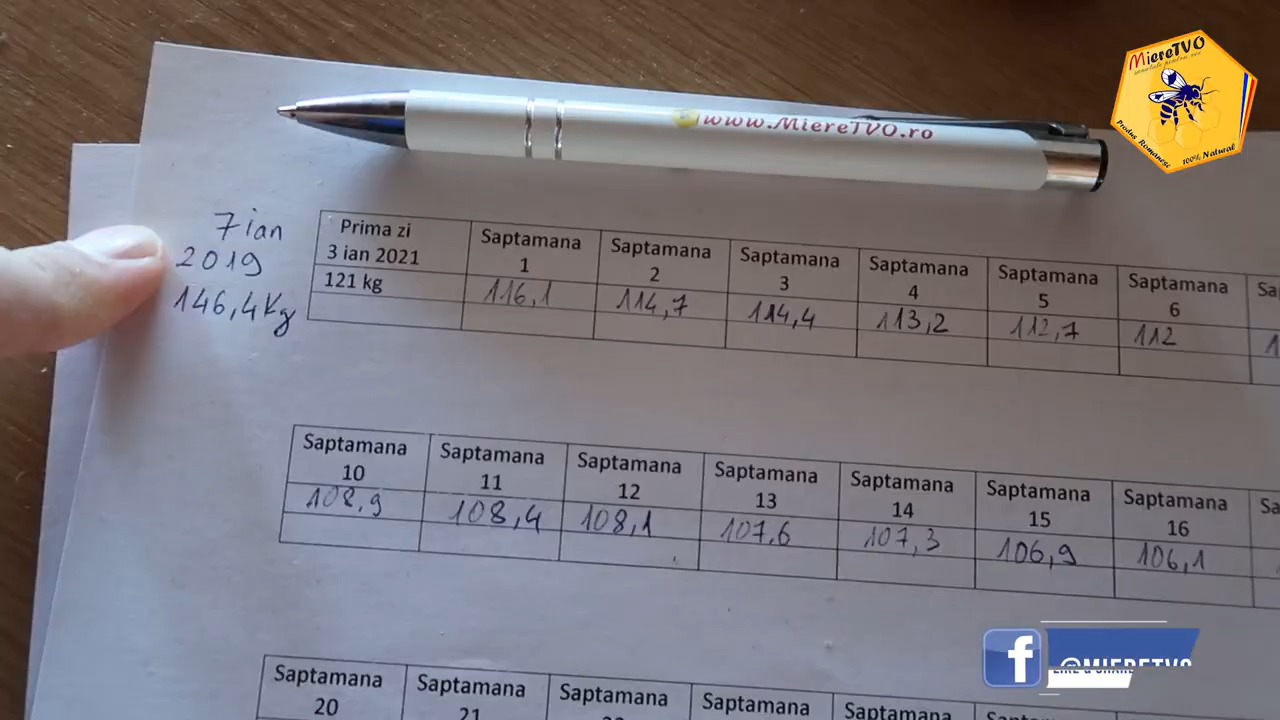 MiereTVO
sanatate pentru voi
Produs Romanesc
100% Natural
www.MiereTVO.ro
7 ian
2019
146,4 Kg
Prima zi
3 ian 2021
121 kg
Saptamana
1
116,1
Saptamana
2
114,7
Saptamana
3
114,4
Saptamana
4
113,2
Saptamana
5
112,7
Saptamana
6
112
Saptamana
10
108,9
Saptamana
11
108,4
Saptamana
12
108,1
Saptamana
13
107,6
Saptamana
14
107,3
Saptamana
15
106,9
Saptamana
16
106,1
Saptamana
20
Saptamana
21
Saptamana
Saptamana
Saptamana
f
@MIERETVO